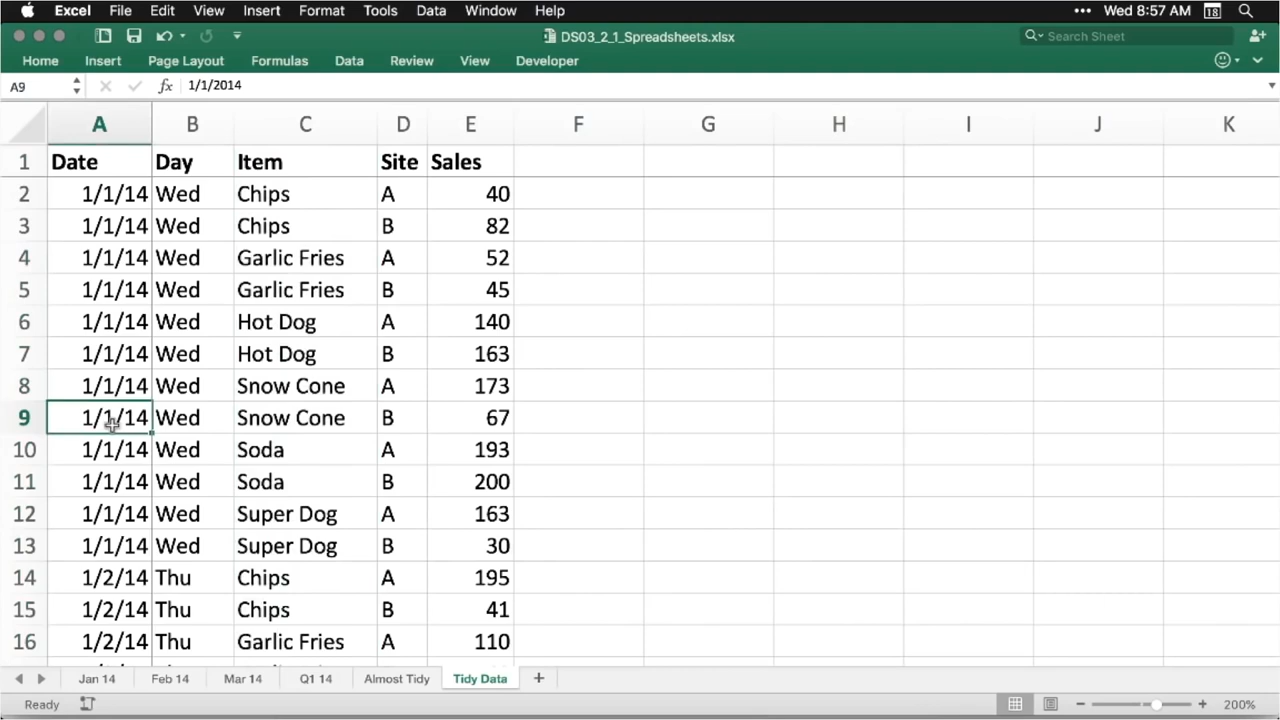 Excel File Edit View Insert Format Tools Data Window Help ••• Wed 8:57 AM 18
DS03_2_1_Spreadsheets.xlsx Search Sheet
Home Insert Page Layout Formulas Data Review View Developer
A9 fx 1/1/2014
A B C D E F G H I J K
1 Date Day Item Site Sales
2 1/1/14 Wed Chips A 40
3 1/1/14 Wed Chips B 82
4 1/1/14 Wed Garlic Fries A 52
5 1/1/14 Wed Garlic Fries B 45
6 1/1/14 Wed Hot Dog A 140
7 1/1/14 Wed Hot Dog B 163
8 1/1/14 Wed Snow Cone A 173
9 1/1/14 Wed Snow Cone B 67
10 1/1/14 Wed Soda A 193
11 1/1/14 Wed Soda B 200
12 1/1/14 Wed Super Dog A 163
13 1/1/14 Wed Super Dog B 30
14 1/2/14 Thu Chips A 195
15 1/2/14 Thu Chips B 41
16 1/2/14 Thu Garlic Fries A 110
Jan 14 Feb 14 Mar 14 Q1 14 Almost Tidy Tidy Data +
Ready − + 200%